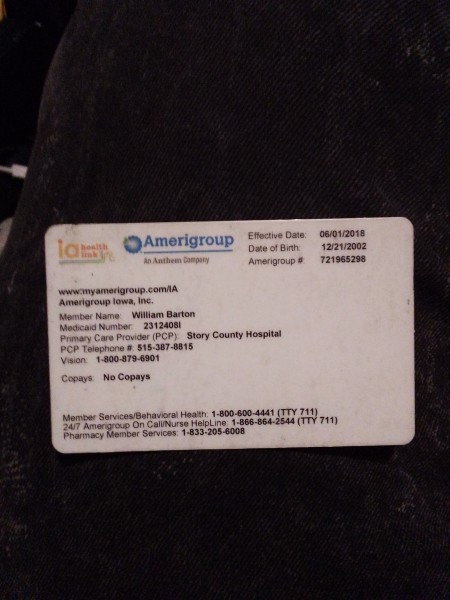 ia health link
Amerigroup
An Anthem Company
Effective Date: 06/01/2018
Date of Birth: 12/21/2002
Amerigroup #: 721965298
www.myamerigroup.com/IA
Amerigroup Iowa, Inc.
Member Name: William Barton
Medicaid Number: 2312408I
Primary Care Provider (PCP): Story County Hospital
PCP Telephone #: 515-387-8815
Vision: 1-800-879-6901
Copays: No Copays
Member Services/Behavioral Health: 1-800-600-4441 (TTY 711)
24/7 Amerigroup On Call/Nurse HelpLine: 1-866-864-2544 (TTY 711)
Pharmacy Member Services: 1-833-205-6008